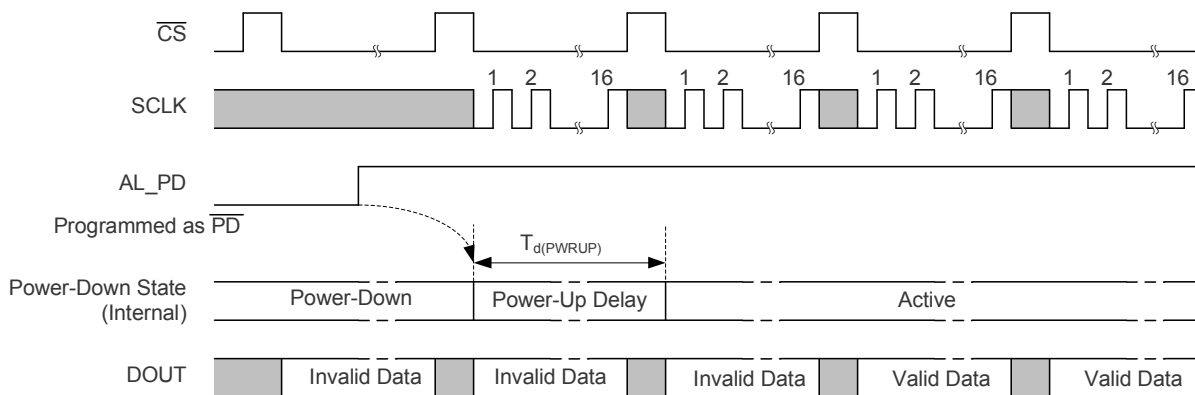 CS
1 2 16 1 2 16 1 2 16 1 2 16
SCLK
AL_PD
Programmed as PD
Td(PWRUP)
Power-Down State
(Internal)
Power-Down Power-Up Delay Active
DOUT
Invalid Data Invalid Data Invalid Data Valid Data Valid Data